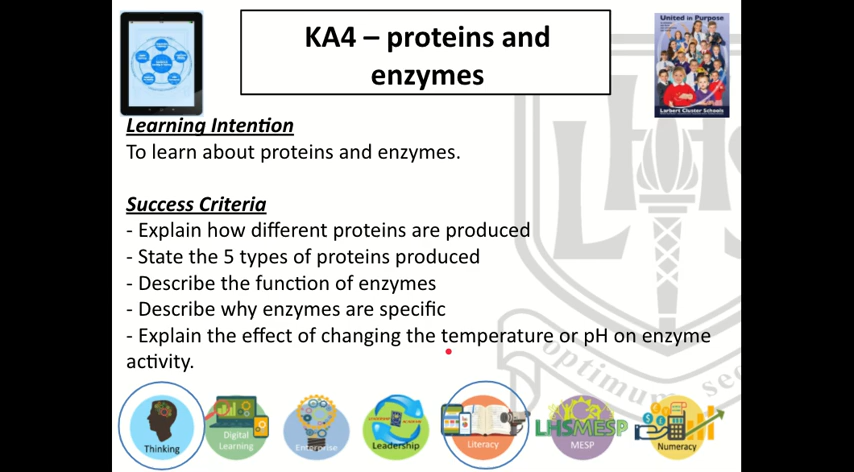 KA4 – proteins and
enzymes
United in Purpose
Larbert Cluster Schools
Learning Intention
To learn about proteins and enzymes.
Success Criteria
- Explain how different proteins are produced
- State the 5 types of proteins produced
- Describe the function of enzymes
- Describe why enzymes are specific
- Explain the effect of changing the temperature or pH on enzyme
activity.
LHS
optimum sec
Thinking
Digital
Learning
Enterprise
Leadership
Literacy
LHSMESP
MESP
Numeracy